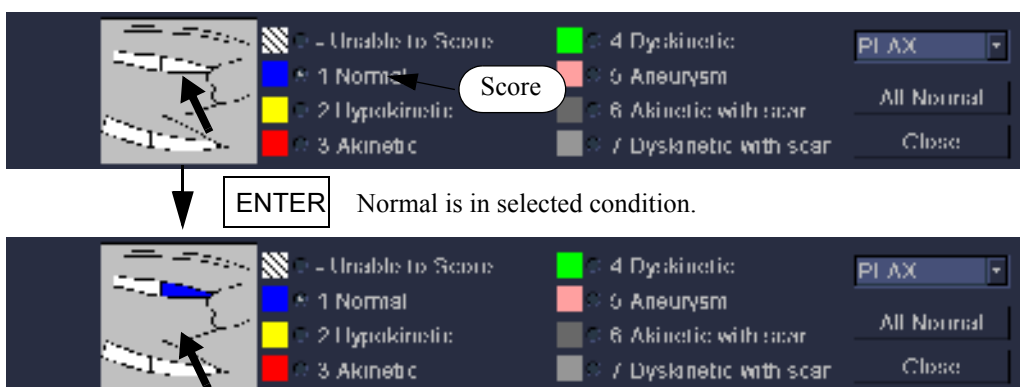 - Unable to Score 4 Dyskinetic PLAX
1 Normal Score 5 Aneurysm
2 Hypokinetic 6 Akinetic with scar All Normal
3 Akinetic 7 Dyskinetic with scar Close
ENTER Normal is in selected condition.
- Unable to Score 4 Dyskinetic PLAX
1 Normal 5 Aneurysm
2 Hypokinetic 6 Akinetic with scar All Normal
3 Akinetic 7 Dyskinetic with scar Close